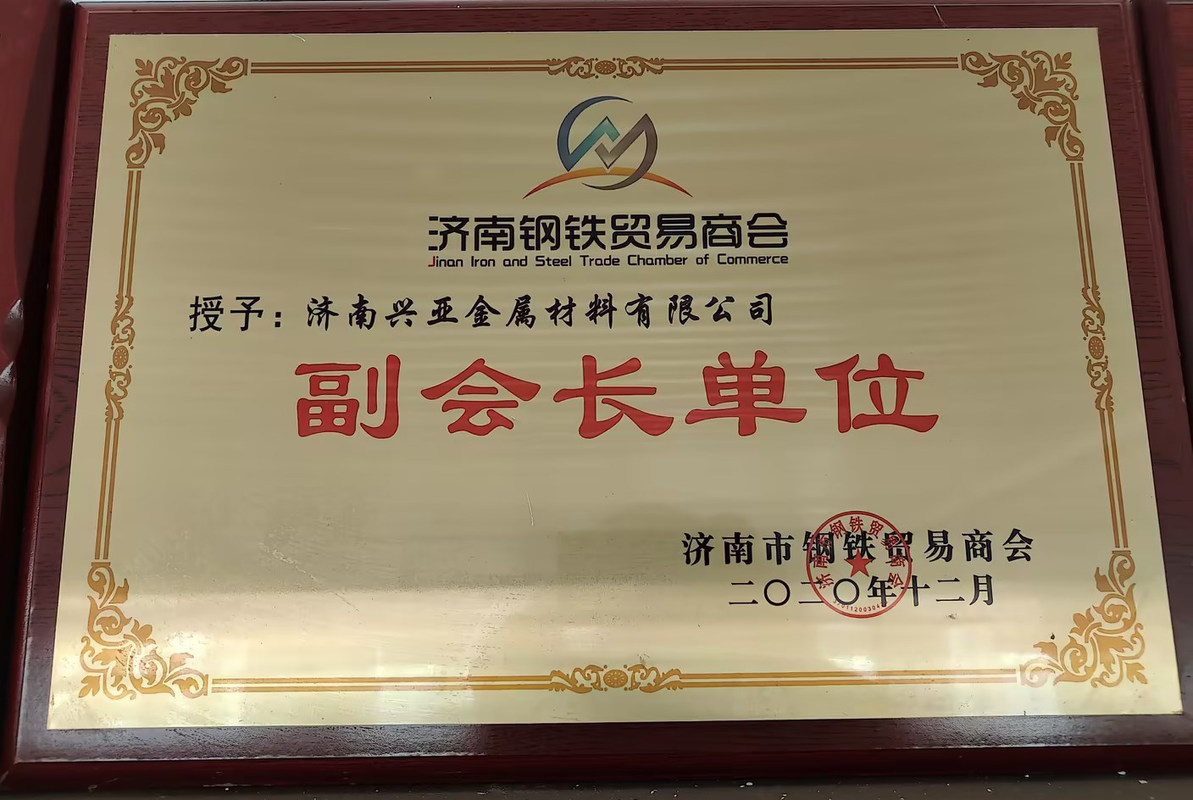 济南钢铁贸易商会
Jinan Iron and Steel Trade Chamber of Commerce
授予：济南兴亚金属材料有限公司
副会长单位
济南市钢铁贸易商会
二〇二〇年十二月